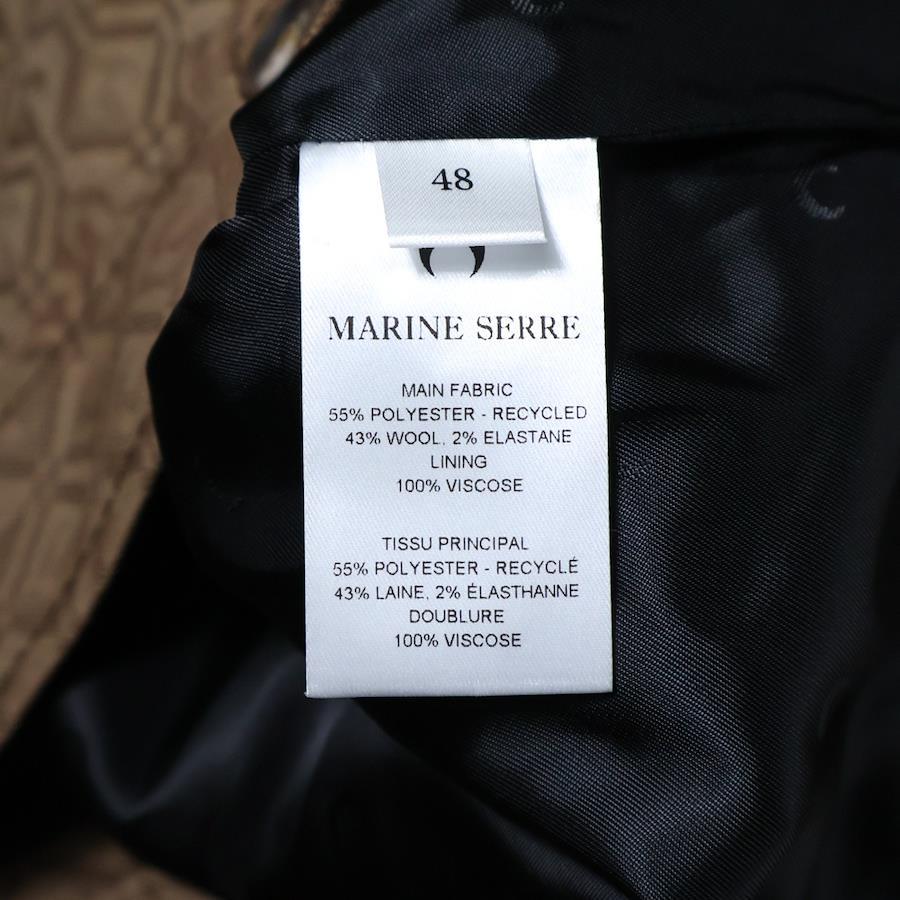 48
MARINE SERRE
MAIN FABRIC
55% POLYESTER - RECYCLED
43% WOOL, 2% ELASTANE
LINING
100% VISCOSE
TISSU PRINCIPAL
55% POLYESTER - RECYCLÉ
43% LAINE, 2% ÉLASTHANNE
DOUBLURE
100% VISCOSE